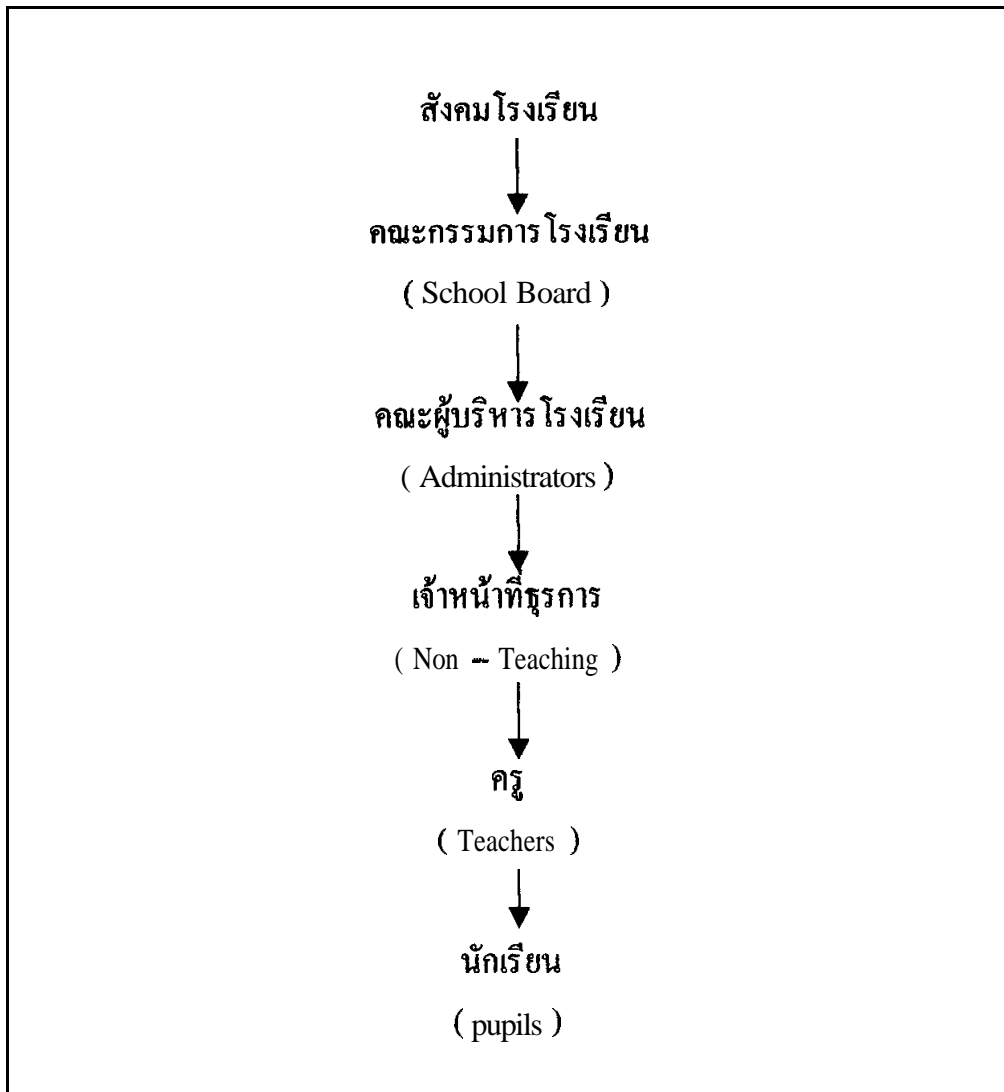 สังคมโรงเรียน
คณะกรรมการโรงเรียน
( School Board )
คณะผู้บริหารโรงเรียน
( Administrators )
เจ้าหน้าที่ธุรการ
( Non - Teaching )
ครู
( Teachers )
นักเรียน
( pupils )